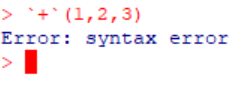 > `+`(1,2,3)
Error: syntax error
>